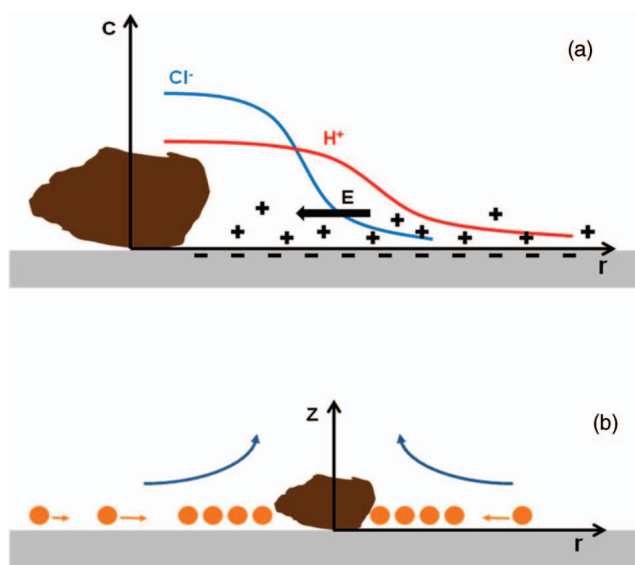 C
(a)
Cl-
H+
E
+ + + + + + + + + + + +
- - - - - - - - - - -
r
Z
(b)
r